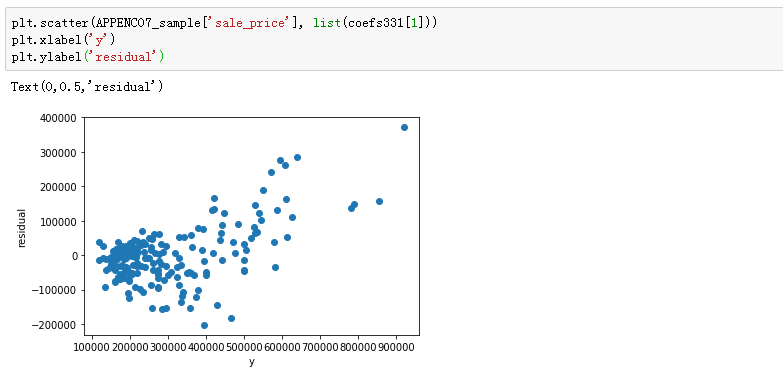 plt.scatter(APPENC07_sample['sale_price'], list(coefs331[1]))
plt.xlabel('y')
plt.ylabel('residual')
Text(0,0.5,'residual')
400000
300000
200000
100000
0
−100000
−200000
residual
100000 200000 300000 400000 500000 600000 700000 800000 900000
y